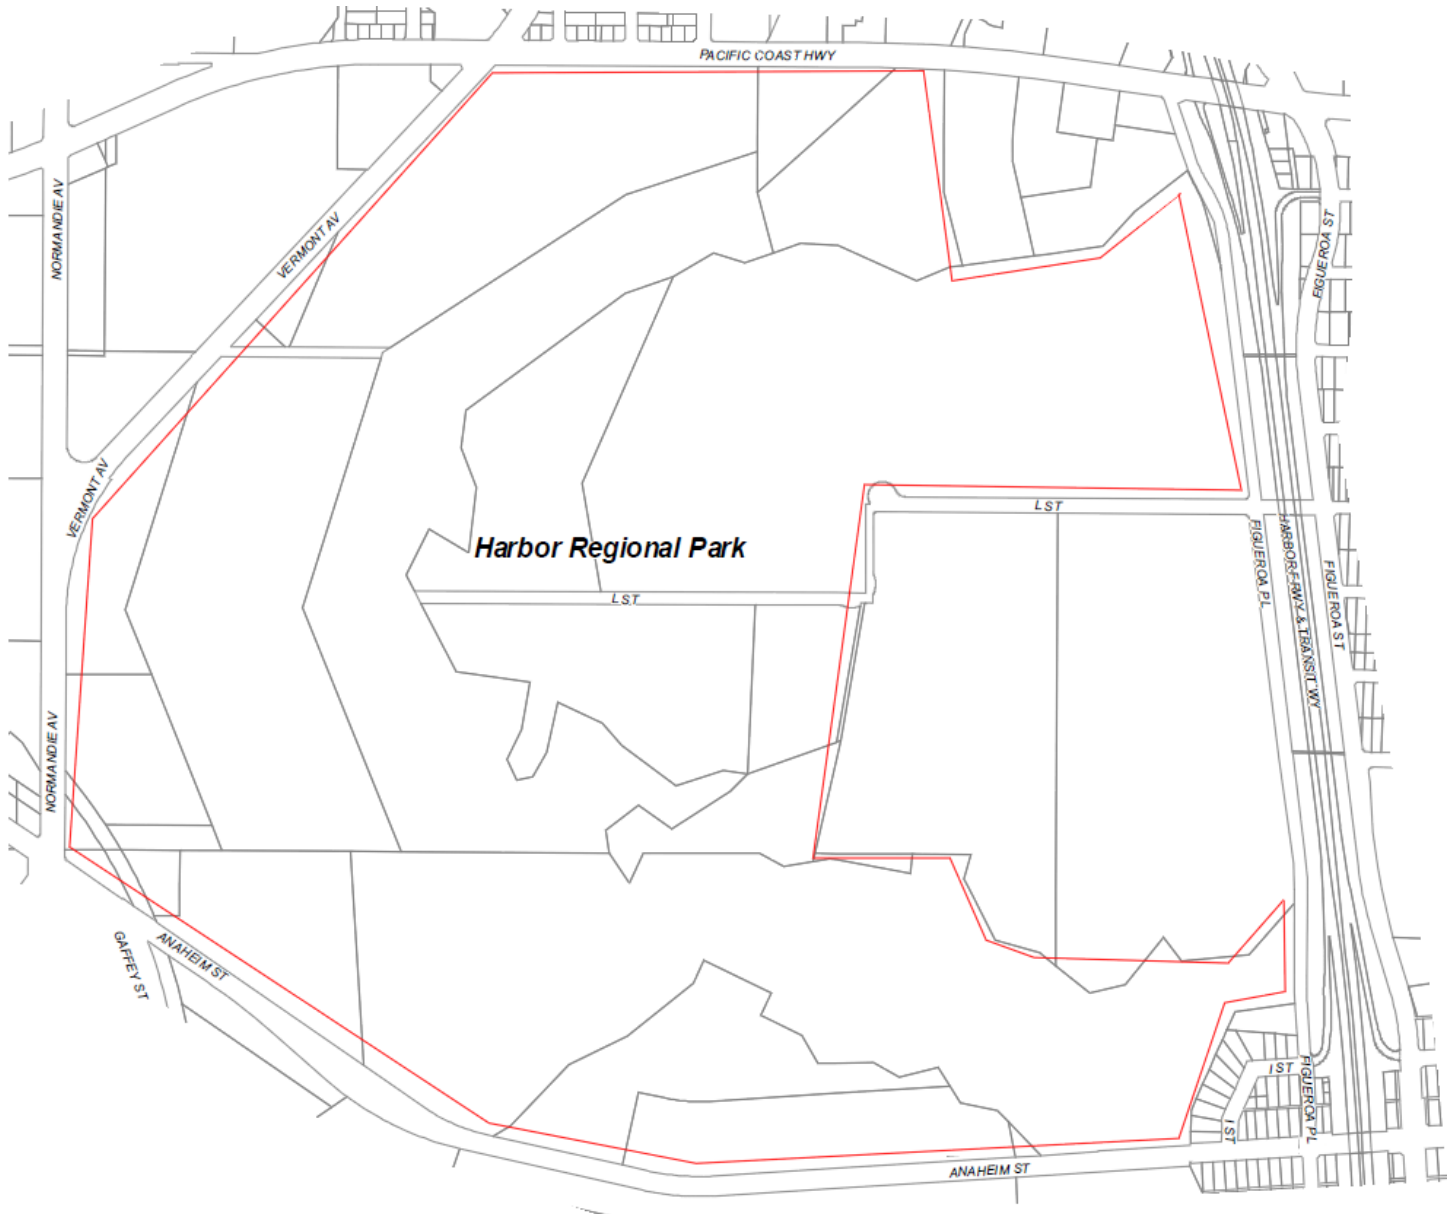 PACIFIC COAST HWY
NORMANDIE AV
VERMONT AV
FIGUEROA ST
VERMONT AV
L ST
Harbor Regional Park
FIGUEROA PL
HARBOR FRWY & TRANSIT WY
FIGUEROA ST
L ST
NORMANDIE AV
GAFFEY ST
ANAHEIM ST
I ST
FIGUEROA PL
I ST
ANAHEIM ST